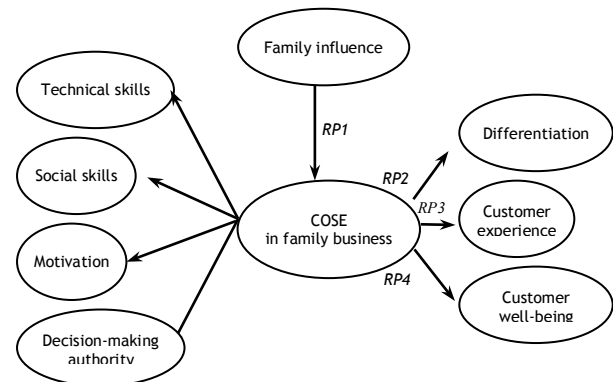 Family influence
Technical skills
RP1
Differentiation
Social skills
RP2
RP3
COSE
in family business
Customer
experience
Motivation
RP4
Customer
well-being
Decision-making
authority